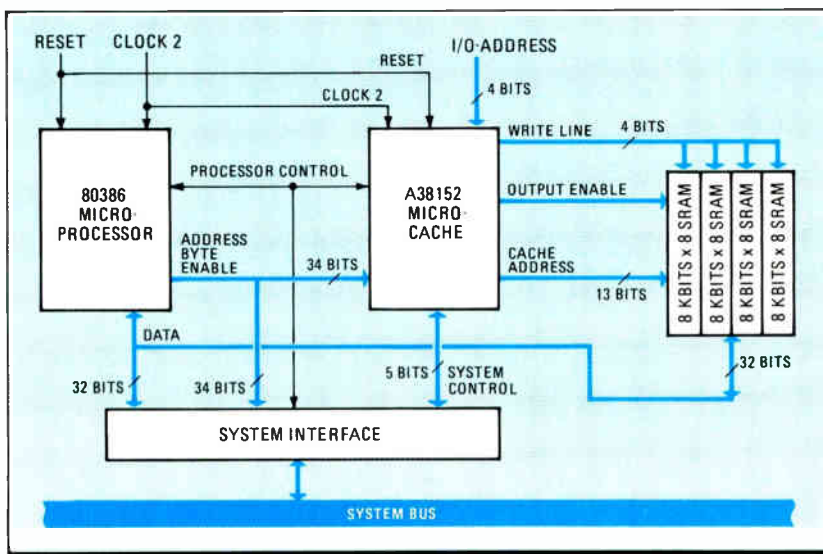 RESET
CLOCK 2
I/O-ADDRESS
RESET
CLOCK 2
4 BITS
WRITE LINE
4 BITS
PROCESSOR CONTROL
80386
MICRO-
PROCESSOR
A38152
MICRO-
CACHE
OUTPUT ENABLE
ADDRESS
BYTE
ENABLE
34 BITS
CACHE
ADDRESS
13 BITS
8 KBITS x 8 SRAM
8 KBITS x 8 SRAM
8 KBITS x 8 SRAM
8 KBITS x 8 SRAM
DATA
32 BITS
34 BITS
5 BITS
SYSTEM
CONTROL
32 BITS
SYSTEM INTERFACE
SYSTEM BUS